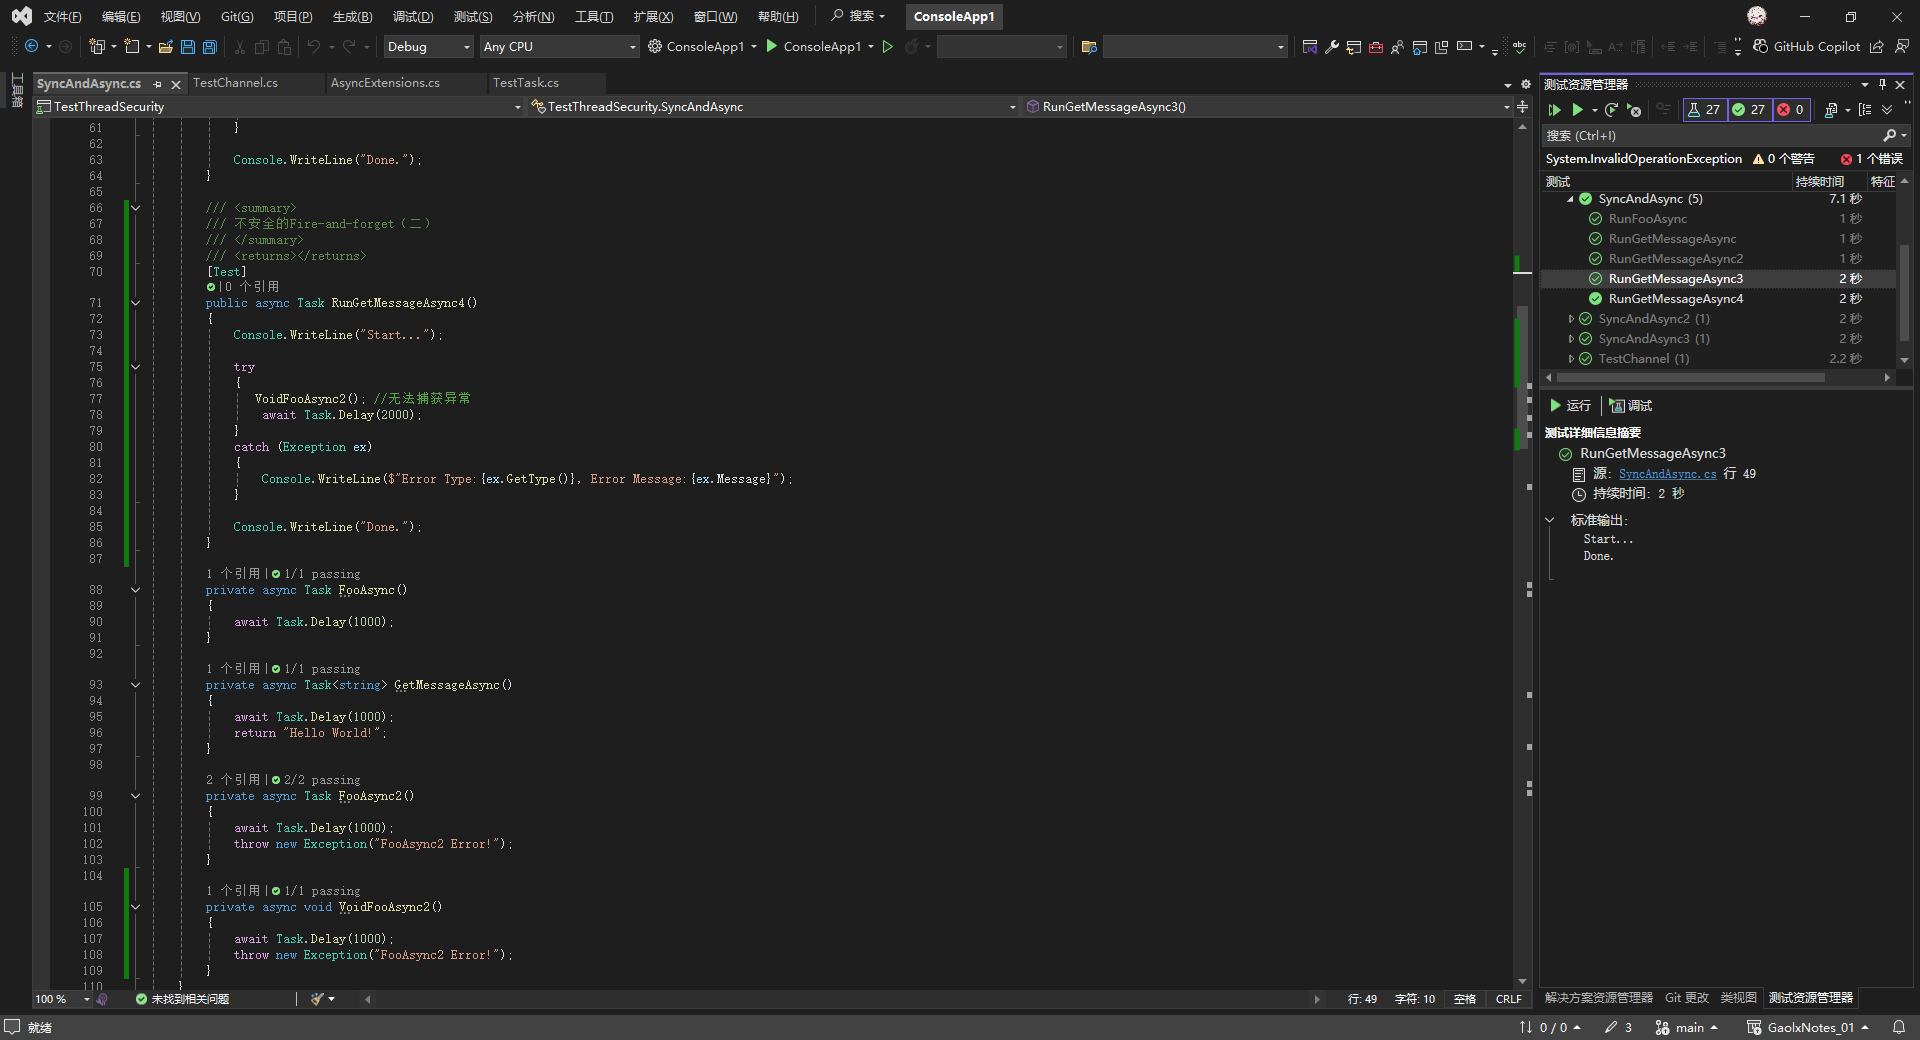 文件(F) 编辑(E) 视图(V) Git(G) 项目(P) 生成(B) 调试(D) 测试(S) 分析(N) 工具(T) 扩展(X) 窗口(W) 帮助(H) 搜索 ConsoleApp1
Debug Any CPU ConsoleApp1 ConsoleApp1 GitHub Copilot
工具箱
SyncAndAsync.cs TestChannel.cs AsyncExtensions.cs TestTask.cs
TestThreadSecurity TestThreadSecurity.SyncAndAsync RunGetMessageAsync3()
61 }
62
63 Console.WriteLine("Done.");
64 }
65
66 /// <summary>
67 /// 不安全的Fire-and-forget（二）
68 /// </summary>
69 /// <returns></returns>
70 [Test]
|0 个引用
71 public async Task RunGetMessageAsync4()
72 {
73 Console.WriteLine("Start...");
74
75 try
76 {
77 VoidFooAsync2(); //无法捕获异常
78 await Task.Delay(2000);
79 }
80 catch (Exception ex)
81 {
82 Console.WriteLine($"Error Type:{ex.GetType()}, Error Message:{ex.Message}");
83 }
84
85 Console.WriteLine("Done.");
86 }
87
1 个引用| 1/1 passing
88 private async Task FooAsync()
89 {
90 await Task.Delay(1000);
91 }
92
1 个引用| 1/1 passing
93 private async Task<string> GetMessageAsync()
94 {
95 await Task.Delay(1000);
96 return "Hello World!";
97 }
98
2 个引用| 2/2 passing
99 private async Task FooAsync2()
100 {
101 await Task.Delay(1000);
102 throw new Exception("FooAsync2 Error!");
103 }
104
1 个引用| 1/1 passing
105 private async void VoidFooAsync2()
106 {
107 await Task.Delay(1000);
108 throw new Exception("FooAsync2 Error!");
109 }
110 }
100 % 未找到相关问题 行: 49 字符: 10 空格 CRLF
测试资源管理器
27 27 0
搜索 (Ctrl+I)
System.InvalidOperationException 0 个警告 1 个错误
测试 持续时间 特征
SyncAndAsync (5) 7.1 秒
RunFooAsync 1 秒
RunGetMessageAsync 1 秒
RunGetMessageAsync2 1 秒
RunGetMessageAsync3 2 秒
RunGetMessageAsync4 2 秒
SyncAndAsync2 (1) 2 秒
SyncAndAsync3 (1) 2 秒
TestChannel (1) 2.2 秒
运行 调试
测试详细信息摘要
RunGetMessageAsync3
源: SyncAndAsync.cs 行 49
持续时间: 2 秒
标准输出:
Start...
Done.
解决方案资源管理器 Git 更改 类视图 测试资源管理器
就绪 0 / 0 3 main GaolxNotes_01